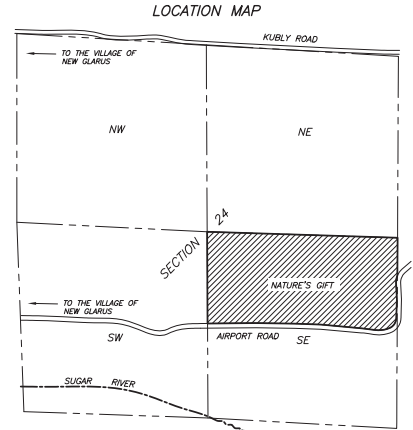 LOCATION MAP
KUBLY ROAD
TO THE VILLAGE OF
NEW GLARUS
NW
NE
SECTION 24
NATURE'S GIFT
TO THE VILLAGE OF
NEW GLARUS
SW
AIRPORT ROAD
SE
SUGAR RIVER